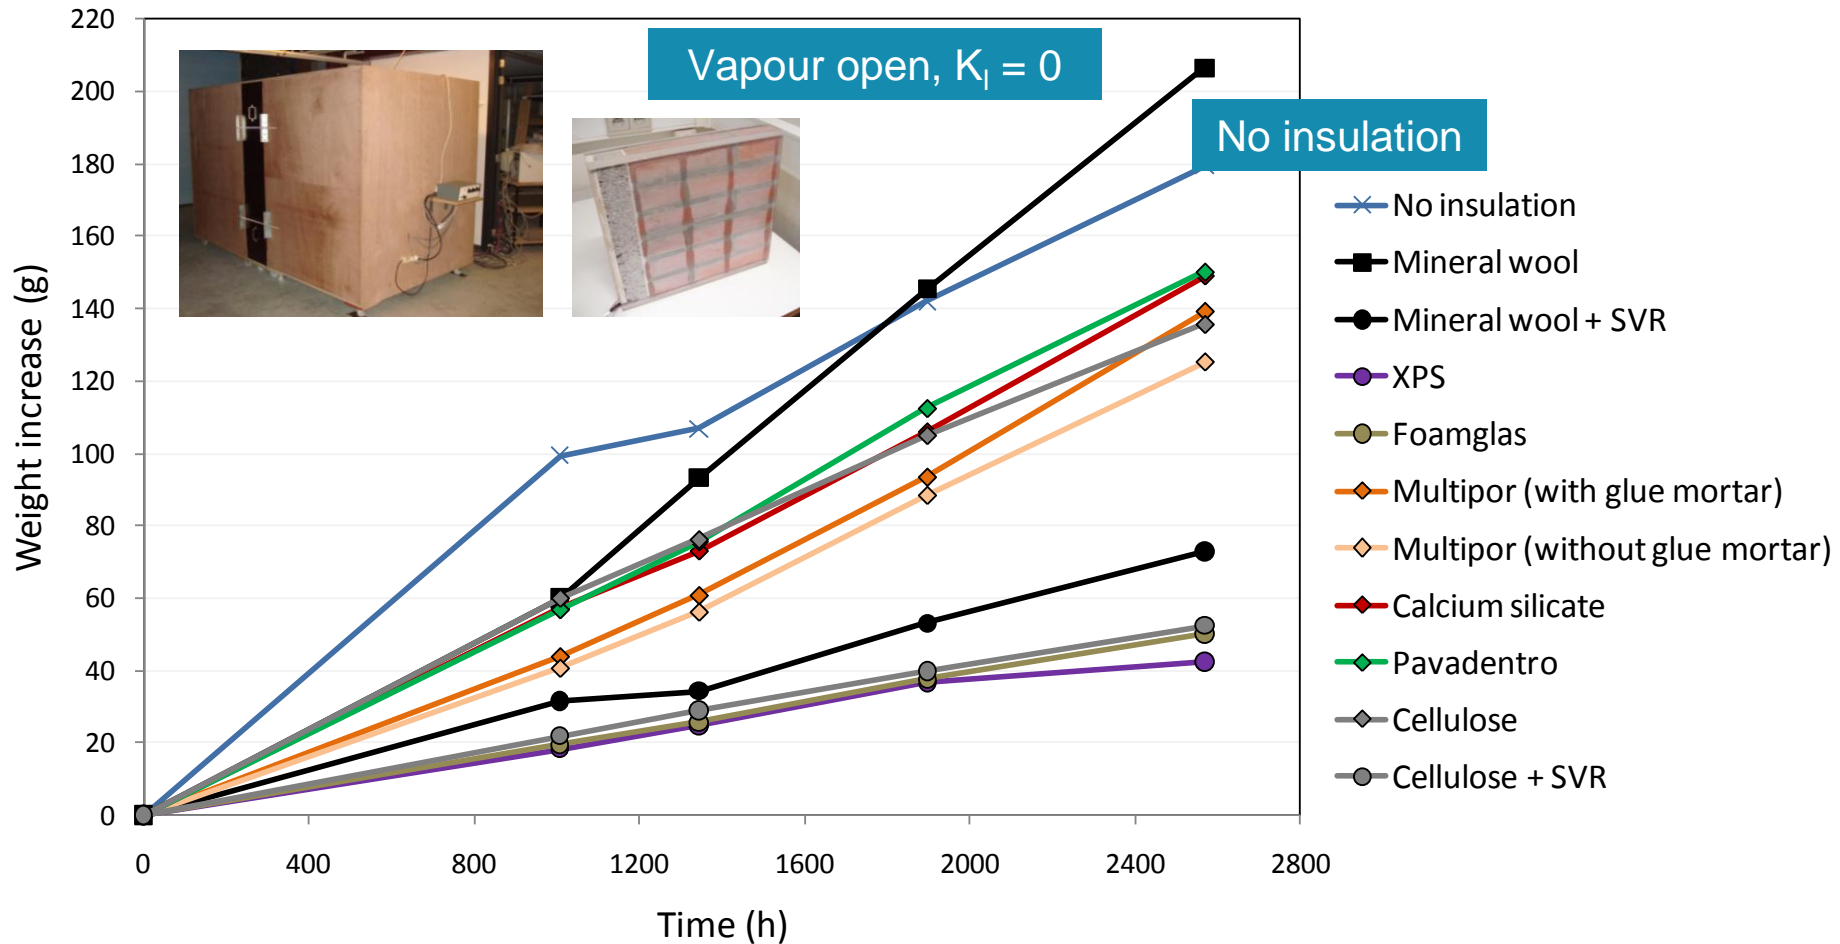 220
200
180
160
140
120
100
80
60
40
20
0
Weight increase (g)
Vapour open, Kl = 0
No insulation
0 400 800 1200 1600 2000 2400 2800
Time (h)
No insulation
Mineral wool
Mineral wool + SVR
XPS
Foamglas
Multipor (with glue mortar)
Multipor (without glue mortar)
Calcium silicate
Pavadentro
Cellulose
Cellulose + SVR